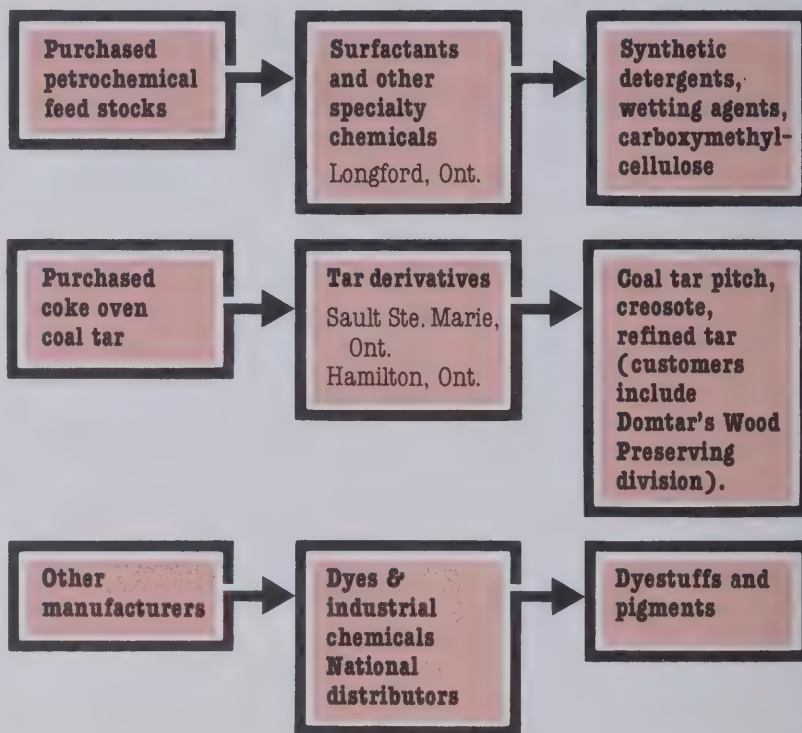 Purchased
petrochemical
feed stocks
Surfactants
and other
specialty
chemicals
Longford, Ont.
Synthetic
detergents,
wetting agents,
carboxymethyl-
cellulose
Purchased
coke oven
coal tar
Tar derivatives
Sault Ste. Marie,
Ont.
Hamilton, Ont.
Coal tar pitch,
creosote,
refined tar
(customers
include
Domtar's Wood
Preserving
division).
Other
manufacturers
Dyes &
industrial
chemicals
National
distributors
Dyestuffs and
pigments